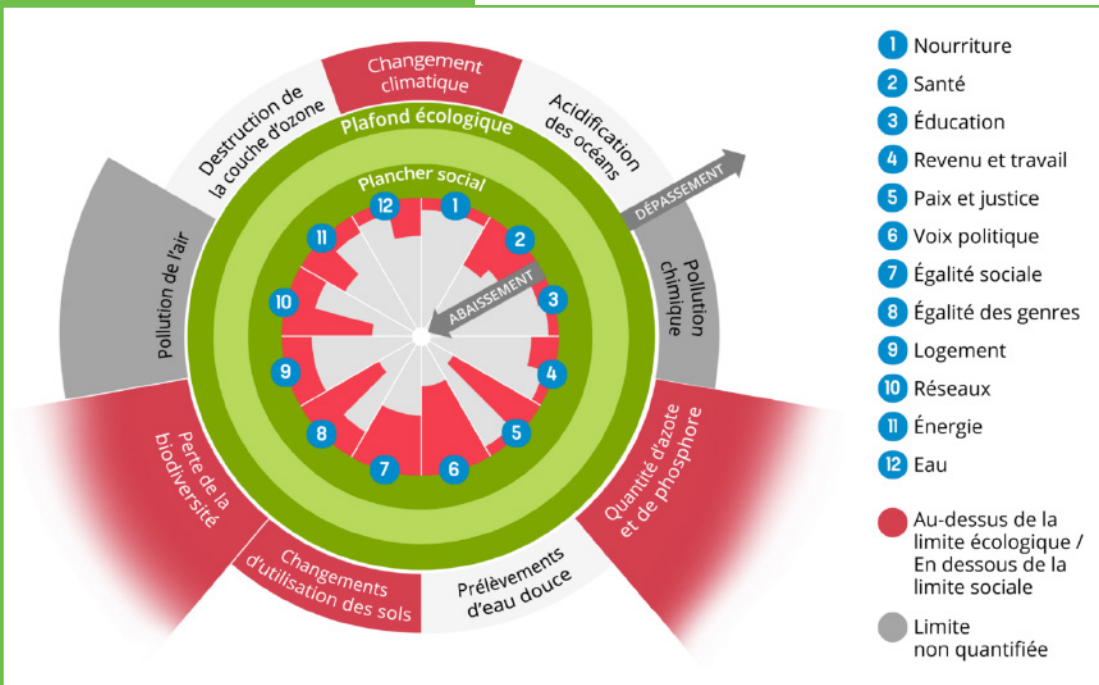 Changement
climatique
Destruction de
la couche d'ozone
Acidification
des océans
Plafond écologique
Plancher social
DÉPASSEMENT
ABAISSEMENT
Pollution de l'air
Pollution
chimique
Perte de la
biodiversité
Quantité d'azote
et de phosphore
Changements
d'utilisation des sols
Prélèvements
d'eau douce
1
2
3
4
5
6
7
8
9
10
11
12
1 Nourriture
2 Santé
3 Éducation
4 Revenu et travail
5 Paix et justice
6 Voix politique
7 Égalité sociale
8 Égalité des genres
9 Logement
10 Réseaux
11 Énergie
12 Eau
Au-dessus de la
limite écologique /
En dessous de la
limite sociale
Limite
non quantifiée